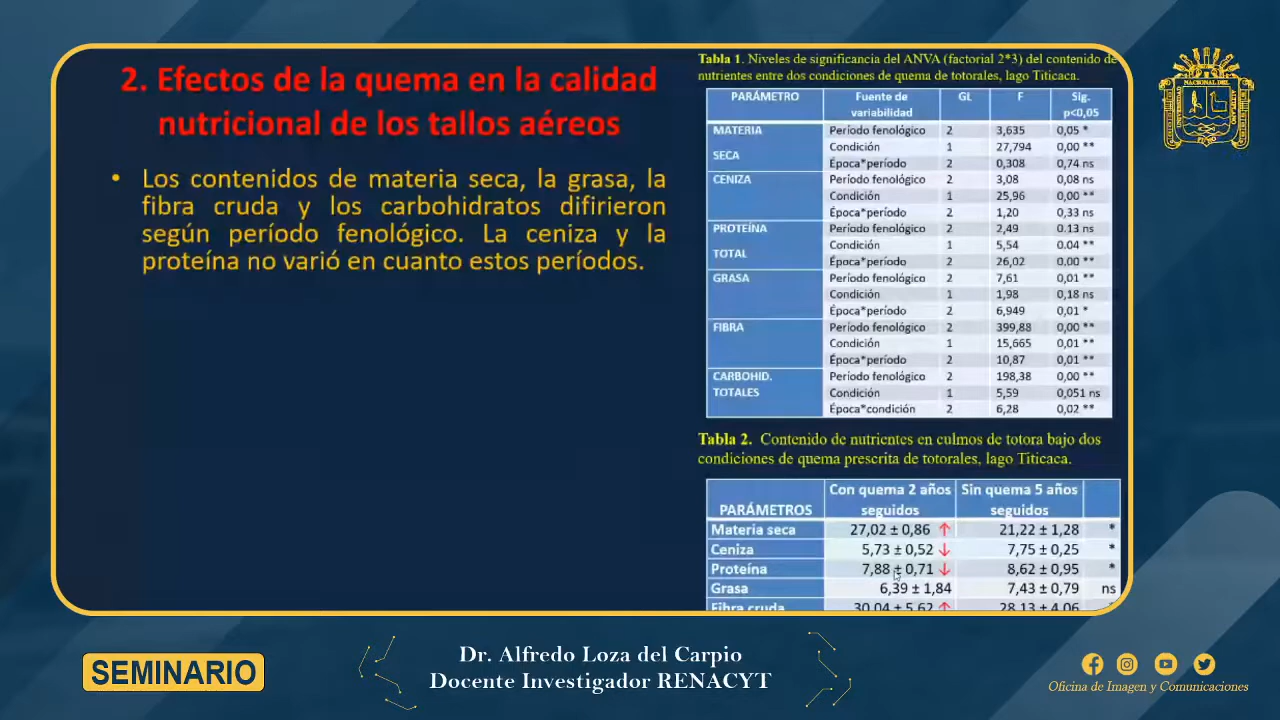 2. Efectos de la quema en la calidad
nutricional de los tallos aéreos
• Los contenidos de materia seca, la grasa, la
fibra cruda y los carbohidratos difirieron
según período fenológico. La ceniza y la
proteína no varió en cuanto estos períodos.
Tabla 1. Niveles de significancia del ANVA (factorial 2*3) del contenido de
nutrientes entre dos condiciones de quema de totorales, lago Titicaca.
PARÁMETRO Fuente de variabilidad GL F Sig. p<0,05
MATERIA Período fenológico 2 3,635 0,05 *
Condición 1 27,794 0,00 **
SECA
Época*período 2 0,308 0,74 ns
CENIZA Período fenológico 2 3,08 0,08 ns
Condición 1 25,96 0,00 **
Época*período 2 1,20 0,33 ns
PROTEÍNA Período fenológico 2 2,49 0.13 ns
Condición 1 5,54 0.04 **
TOTAL
Época*período 2 26,02 0,00 **
GRASA Período fenológico 2 7,61 0,01 **
Condición 1 1,98 0,18 ns
Época*período 2 6,949 0,01 *
FIBRA Período fenológico 2 399,88 0,00 **
Condición 1 15,665 0,01 **
Época*período 2 10,87 0,01 **
CARBOHID. Período fenológico 2 198,38 0,00 **
TOTALES Condición 1 5,59 0,051 ns
Época*condición 2 6,28 0,02 **
Tabla 2. Contenido de nutrientes en culmos de totora bajo dos
condiciones de quema prescrita de totorales, lago Titicaca.
PARÁMETROS Con quema 2 años seguidos Sin quema 5 años seguidos
Materia seca 27,02 ± 0,86 ↑ 21,22 ± 1,28 *
Ceniza 5,73 ± 0,52 ↓ 7,75 ± 0,25 *
Proteína 7,88 ± 0,71 ↓ 8,62 ± 0,95 *
Grasa 6,39 ± 1,84 7,43 ± 0,79 ns
Fibra cruda 30,04 ± 5,62 ↑ 28,13 ± 4,06
SEMINARIO
Dr. Alfredo Loza del Carpio
Docente Investigador RENACYT
Oficina de Imagen y Comunicaciones